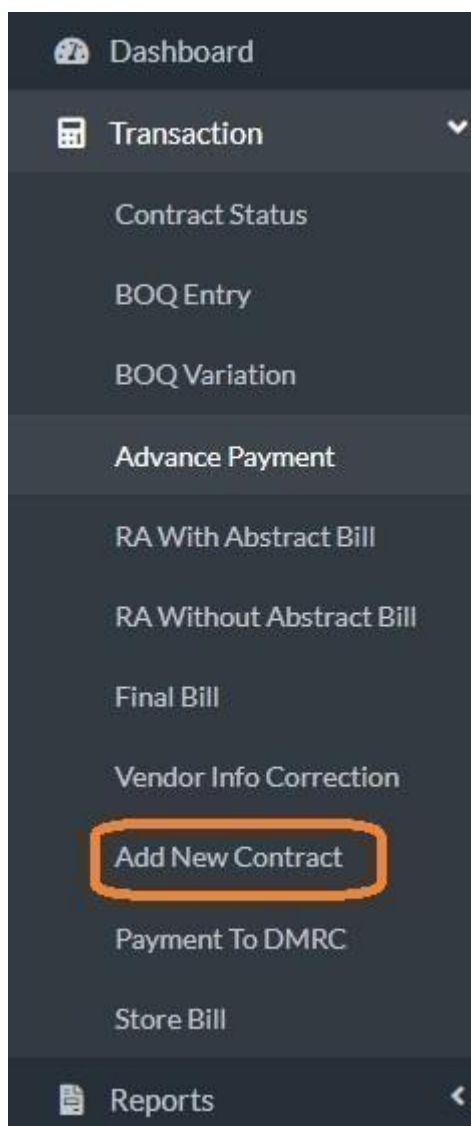 Dashboard
Transaction
Contract Status
BOQ Entry
BOQ Variation
Advance Payment
RA With Abstract Bill
RA Without Abstract Bill
Final Bill
Vendor Info Correction
Add New Contract
Payment To DMRC
Store Bill
Reports